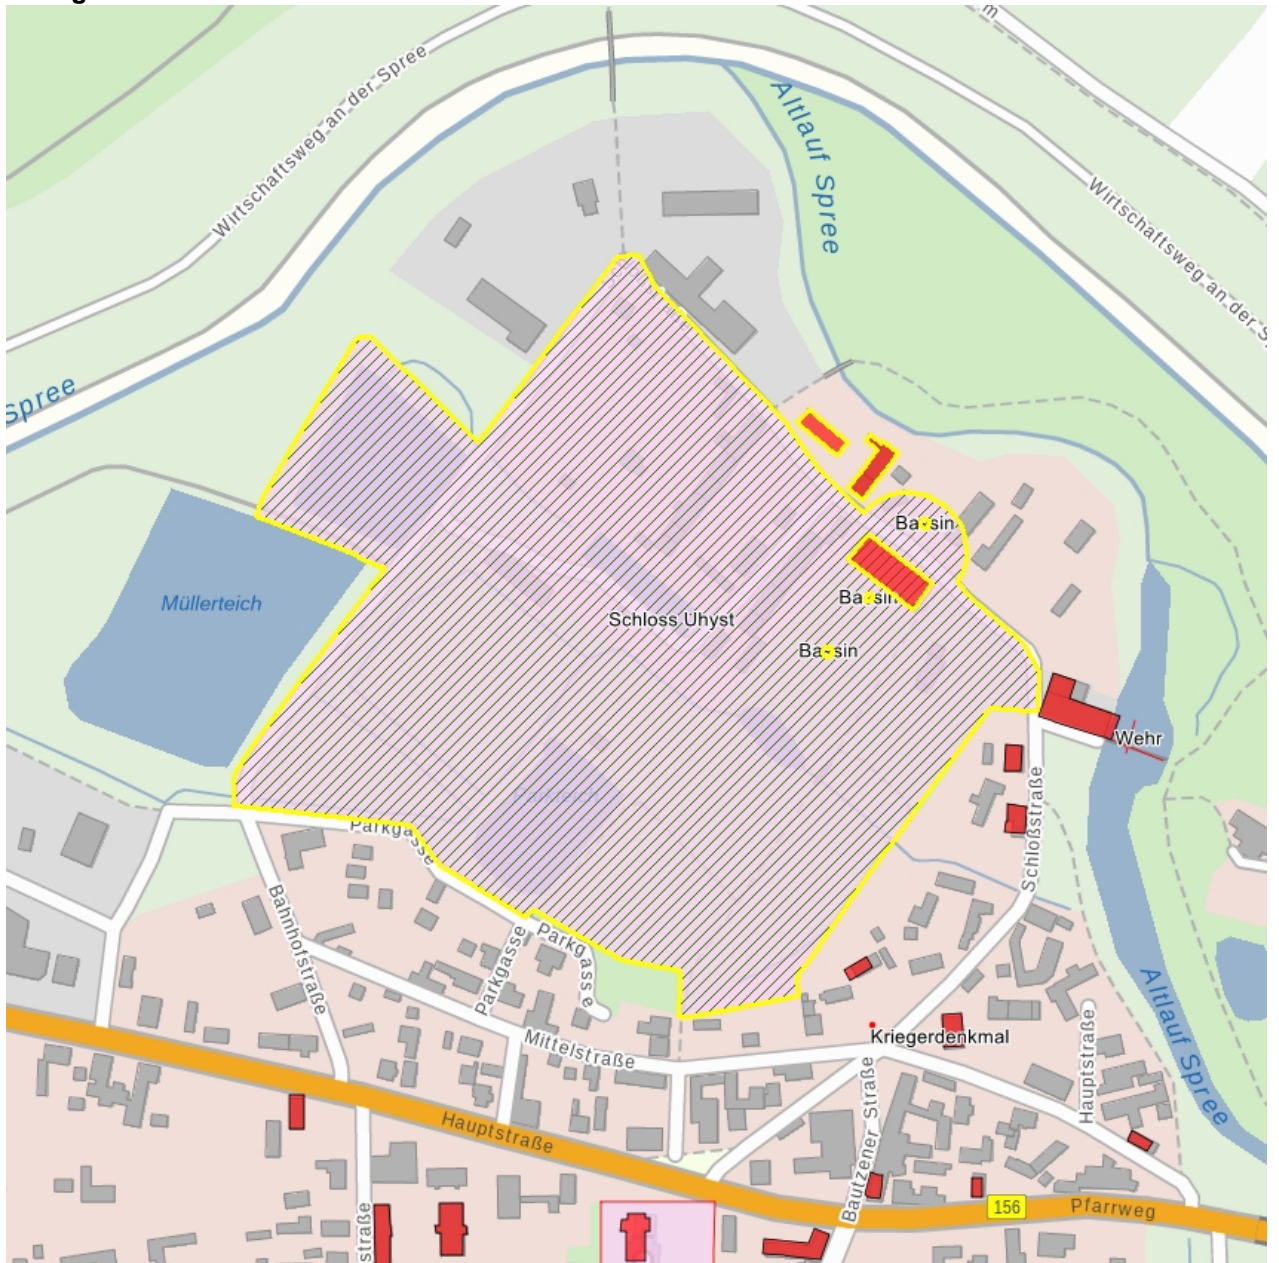 Wirtschaftsweg an der Spree
Altlauf Spree
Wirtschaftsweg an der S
Spree
Bassin
Müllerteich
Bassin
Schloss Uhyst
Bassin
Wehr
Schloßstraße
Parkgasse
Bahnhofstraße
Parkgasse
Parkgasse
Altlauf Spree
Kriegerdenkmal
Mittelstraße
Hauptstraße
Hauptstraße
Bautzener Straße
156
Pfarrweg
straße